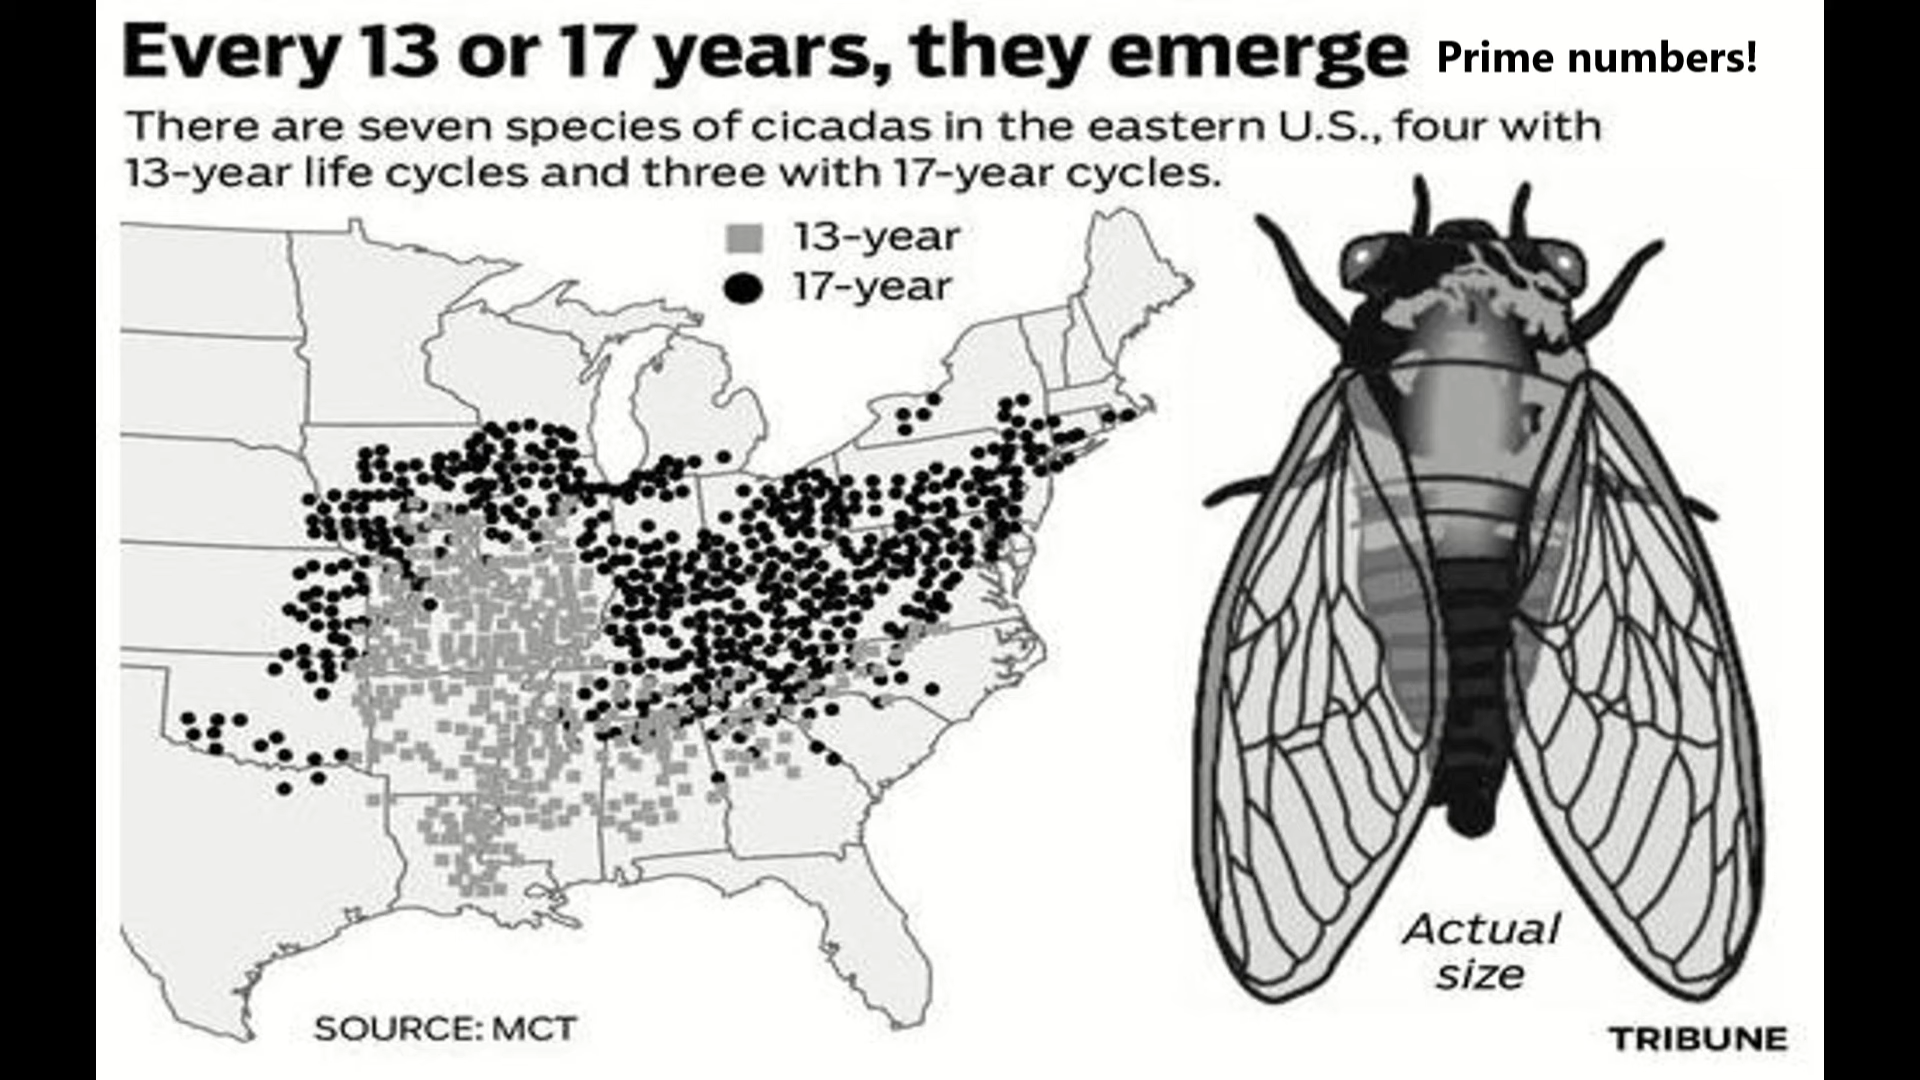 Every 13 or 17 years, they emerge Prime numbers!
There are seven species of cicadas in the eastern U.S., four with
13-year life cycles and three with 17-year cycles.
13-year
17-year
Actual
size
SOURCE: MCT
TRIBUNE